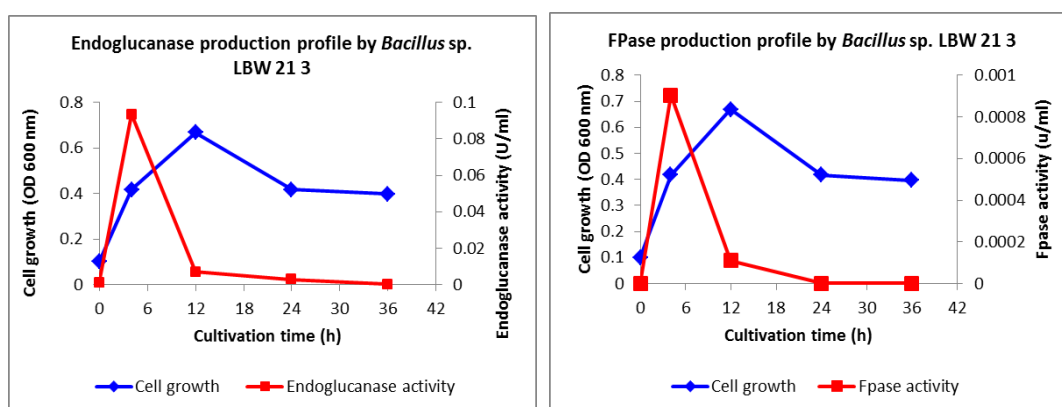 Endoglucanase production profile by Bacillus sp.
LBW 21 3
Cell growth (OD 600 nm)
0.8
0.6
0.4
0.2
0
0.1
0.08
0.06
0.04
0.02
0
Endoglucanase activity (U/ml)
0 6 12 18 24 30 36 42
Cultivation time (h)
Cell growth Endoglucanase activity
FPase production profile by Bacillus sp. LBW 21 3
Cell growth (OD 600 nm)
0.8
0.7
0.6
0.5
0.4
0.3
0.2
0.1
0
0.001
0.0008
0.0006
0.0004
0.0002
0
Fpase activity (u/ml)
0 6 12 18 24 30 36 42
Cultivation time (h)
Cell growth Fpase activity